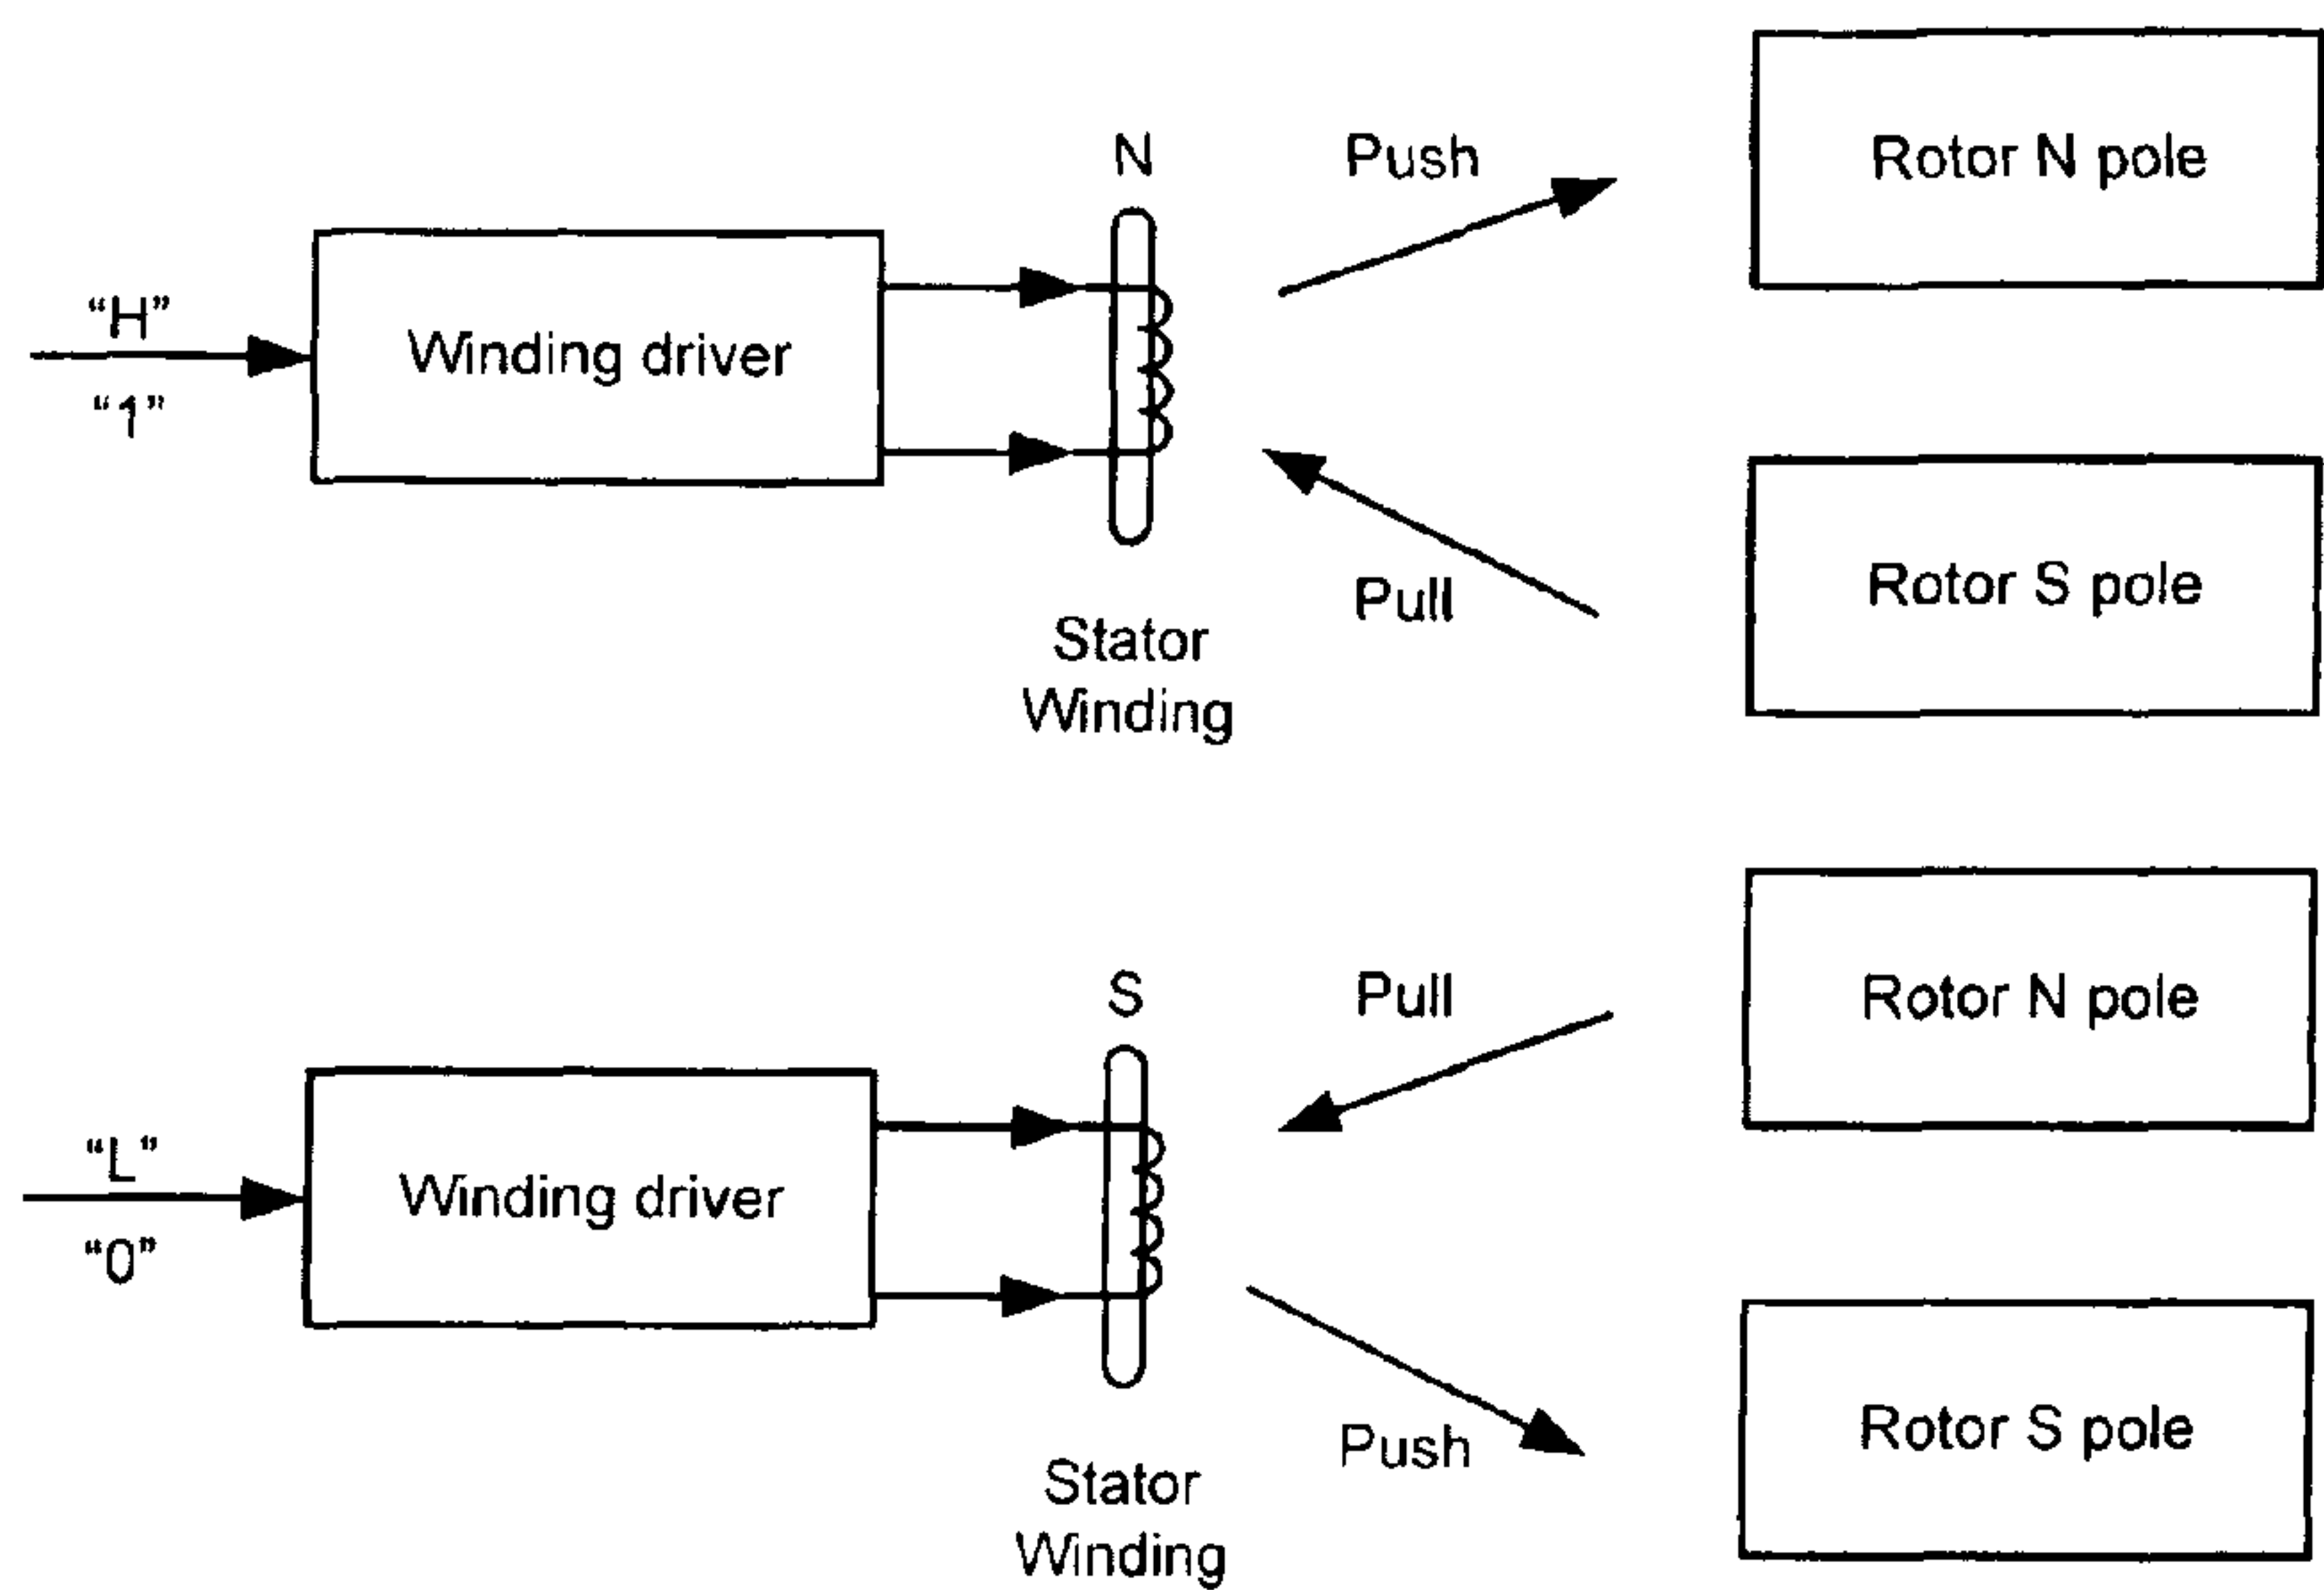 Rotor N pole
N
Push
“H”
Winding driver
“1”
Rotor S pole
Pull
Stator
Winding
Rotor N pole
S
Pull
“L”
Winding driver
“0”
Rotor S pole
Push
Stator
Winding